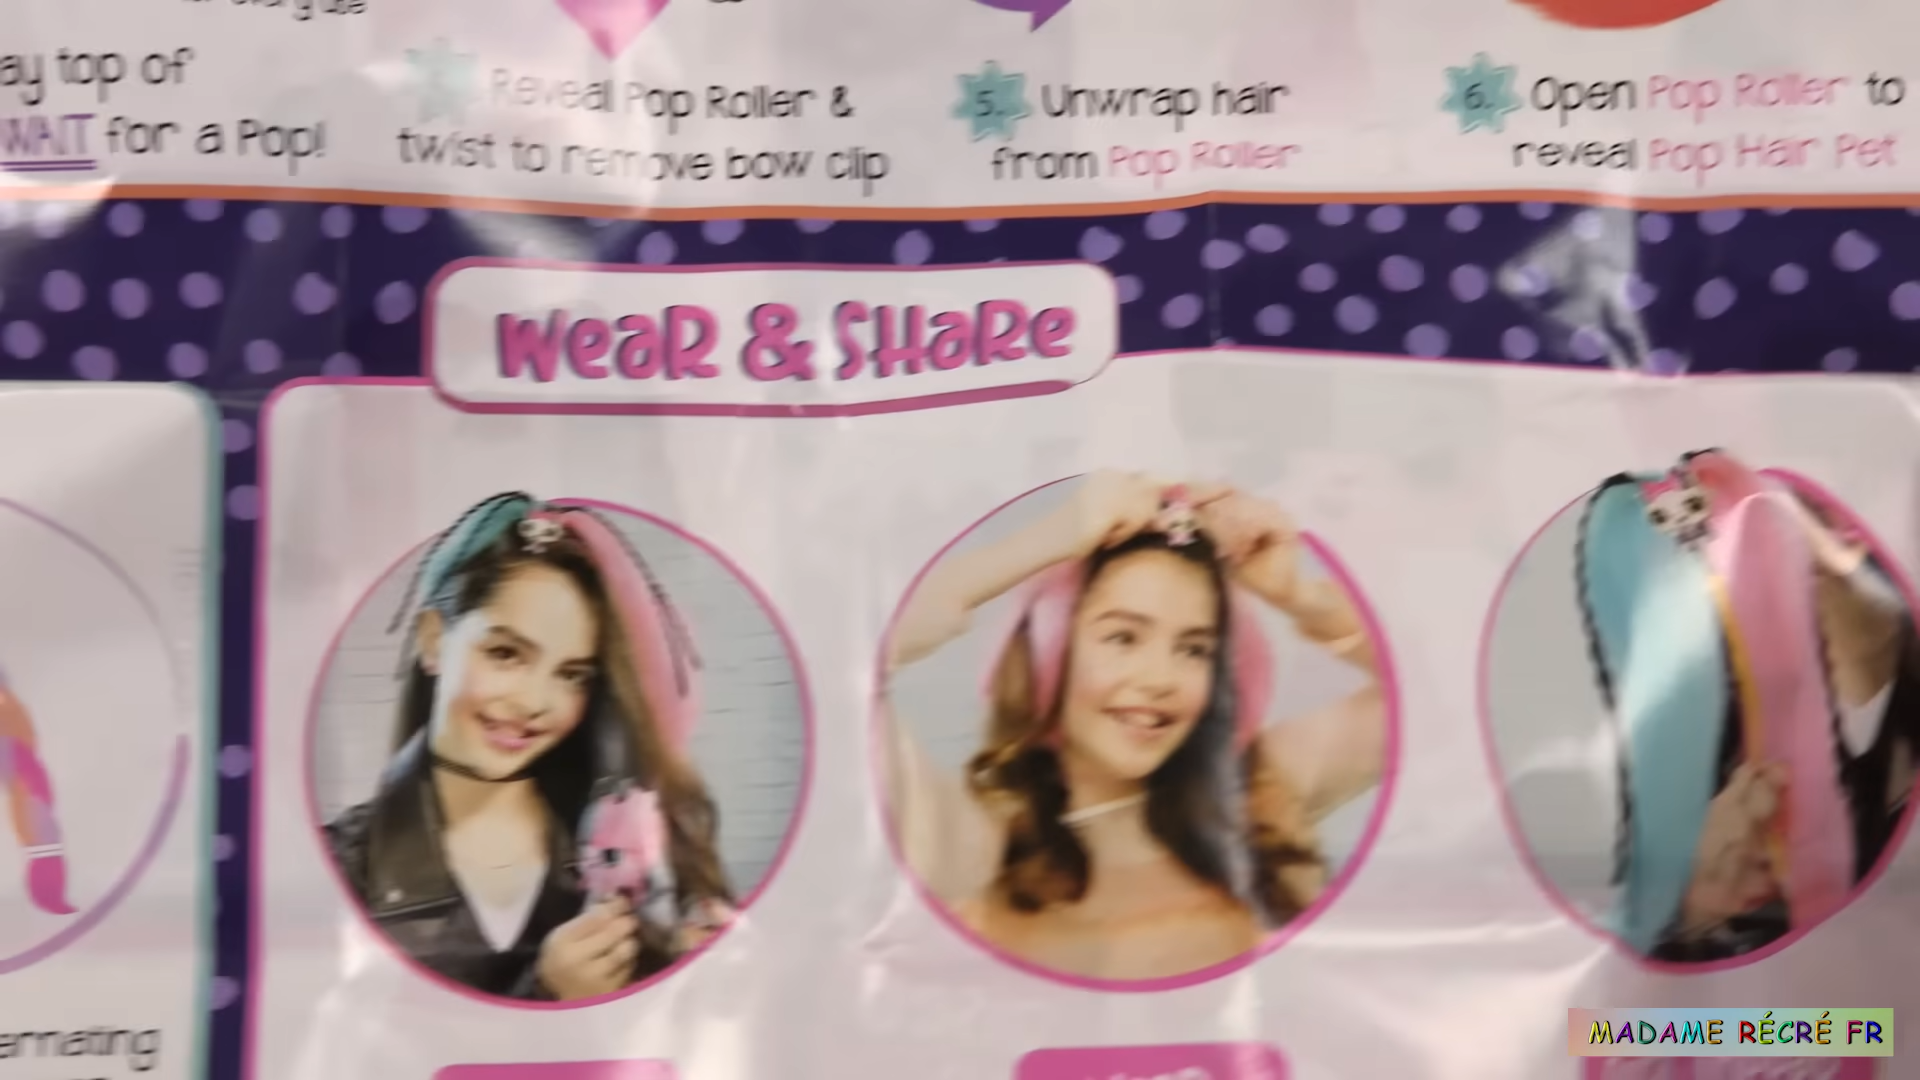 ay top of
WAIT for a Pop!
Reveal Pop Roller &
twist to remove bow clip
5. Unwrap hair
from Pop Roller
6. Open Pop Roller to
reveal Pop Hair Pet
Wear & Share
ernating
MADAME RÉCRÉ FR